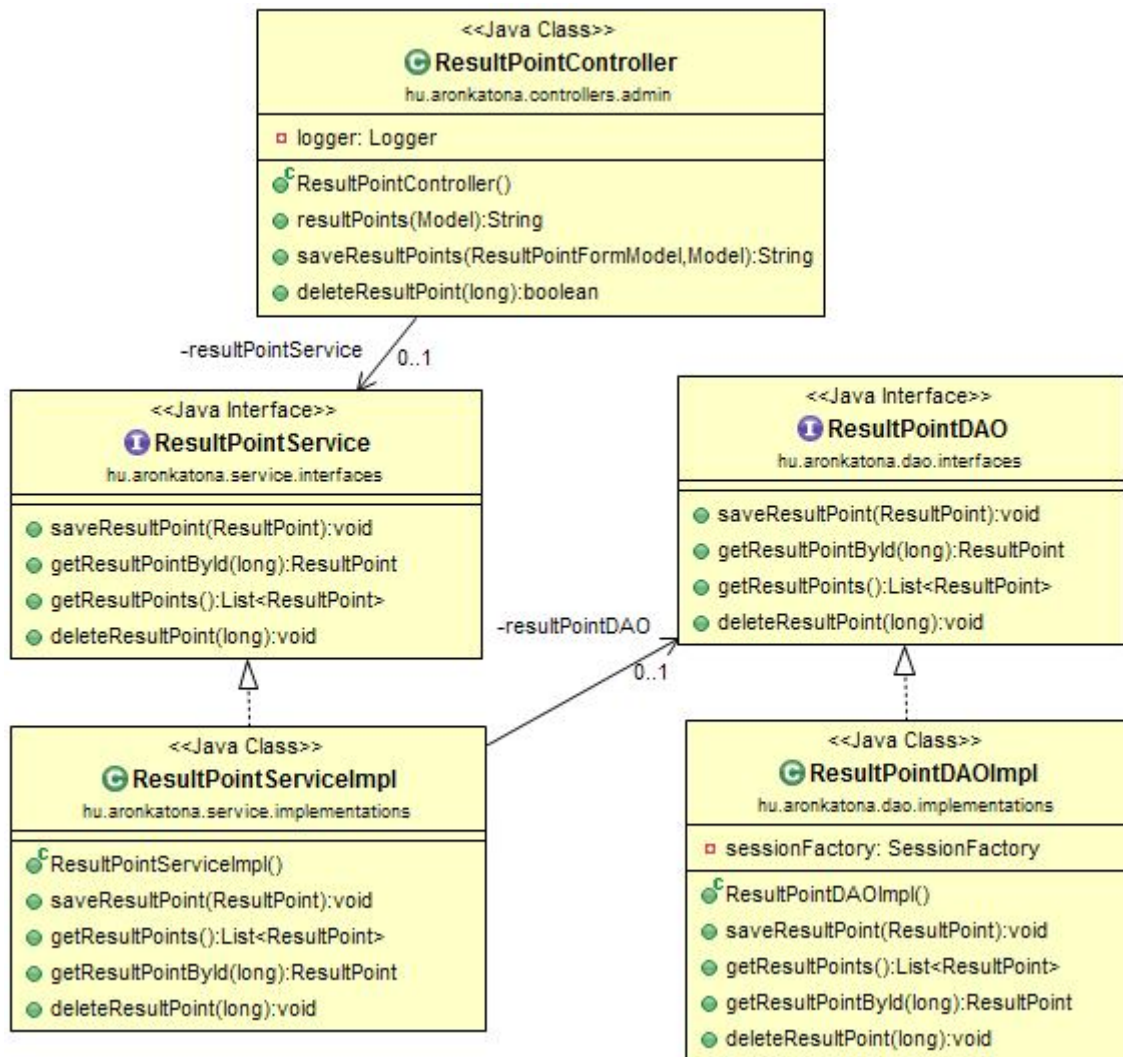 <<Java Class>>
ResultPointController
hu.aronkatona.controllers.admin
logger: Logger
ResultPointController()
resultPoints(Model):String
saveResultPoints(ResultPointFormModel,Model):String
deleteResultPoint(long):boolean
-resultPointService
0..1
<<Java Interface>>
ResultPointService
hu.aronkatona.service.interfaces
saveResultPoint(ResultPoint):void
getResultPointById(long):ResultPoint
getResultPoints():List<ResultPoint>
deleteResultPoint(long):void
<<Java Interface>>
ResultPointDAO
hu.aronkatona.dao.interfaces
saveResultPoint(ResultPoint):void
getResultPointById(long):ResultPoint
getResultPoints():List<ResultPoint>
deleteResultPoint(long):void
-resultPointDAO
0..1
<<Java Class>>
ResultPointServiceImpl
hu.aronkatona.service.implementations
ResultPointServiceImpl()
saveResultPoint(ResultPoint):void
getResultPoints():List<ResultPoint>
getResultPointById(long):ResultPoint
deleteResultPoint(long):void
<<Java Class>>
ResultPointDAOImpl
hu.aronkatona.dao.implementations
sessionFactory: SessionFactory
ResultPointDAOImpl()
saveResultPoint(ResultPoint):void
getResultPoints():List<ResultPoint>
getResultPointById(long):ResultPoint
deleteResultPoint(long):void